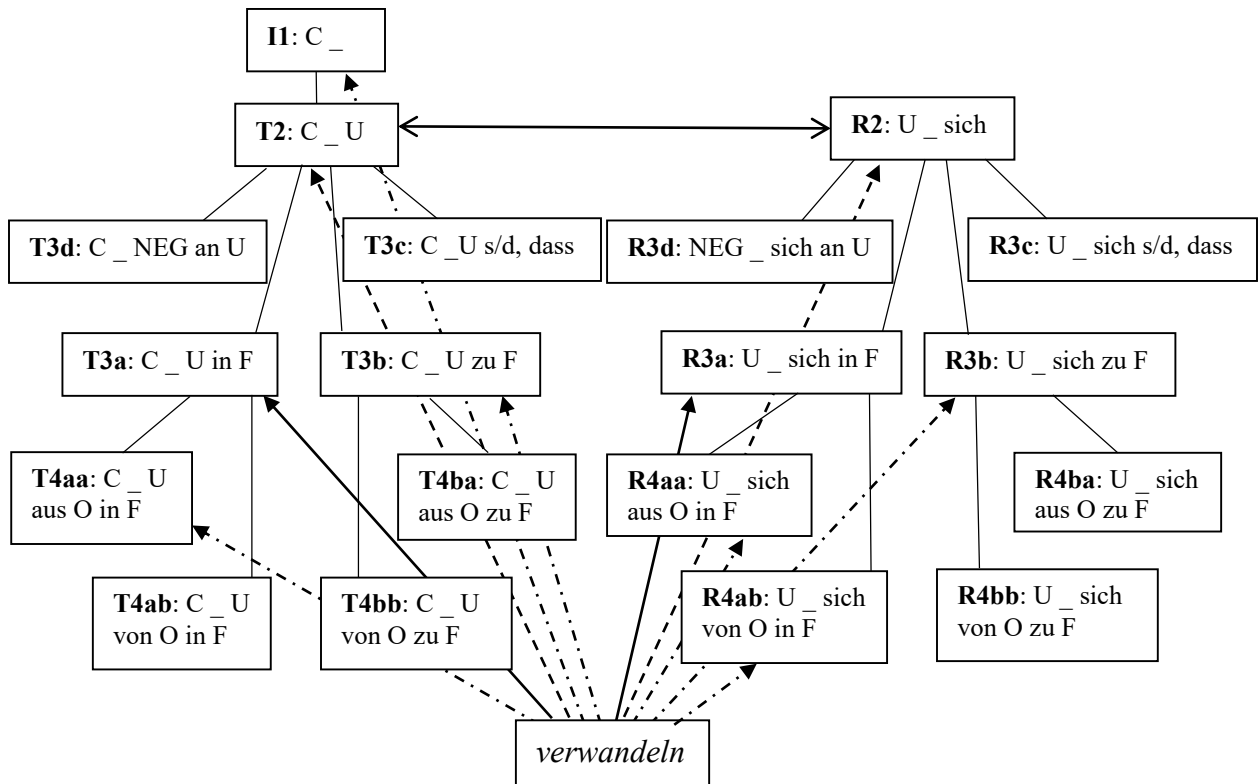 I1: C _
T2: C _ U
R2: U _ sich
T3d: C _ NEG an U
T3c: C _U s/d, dass
R3d: NEG _ sich an U
R3c: U _ sich s/d, dass
T3a: C _ U in F
T3b: C _ U zu F
R3a: U _ sich in F
R3b: U _ sich zu F
T4aa: C _ U
aus O in F
T4ba: C _ U
aus O zu F
R4aa: U _ sich
aus O in F
R4ba: U _ sich
aus O zu F
T4ab: C _ U
von O in F
T4bb: C _ U
von O zu F
R4ab: U _ sich
von O in F
R4bb: U _ sich
von O zu F
verwandeln